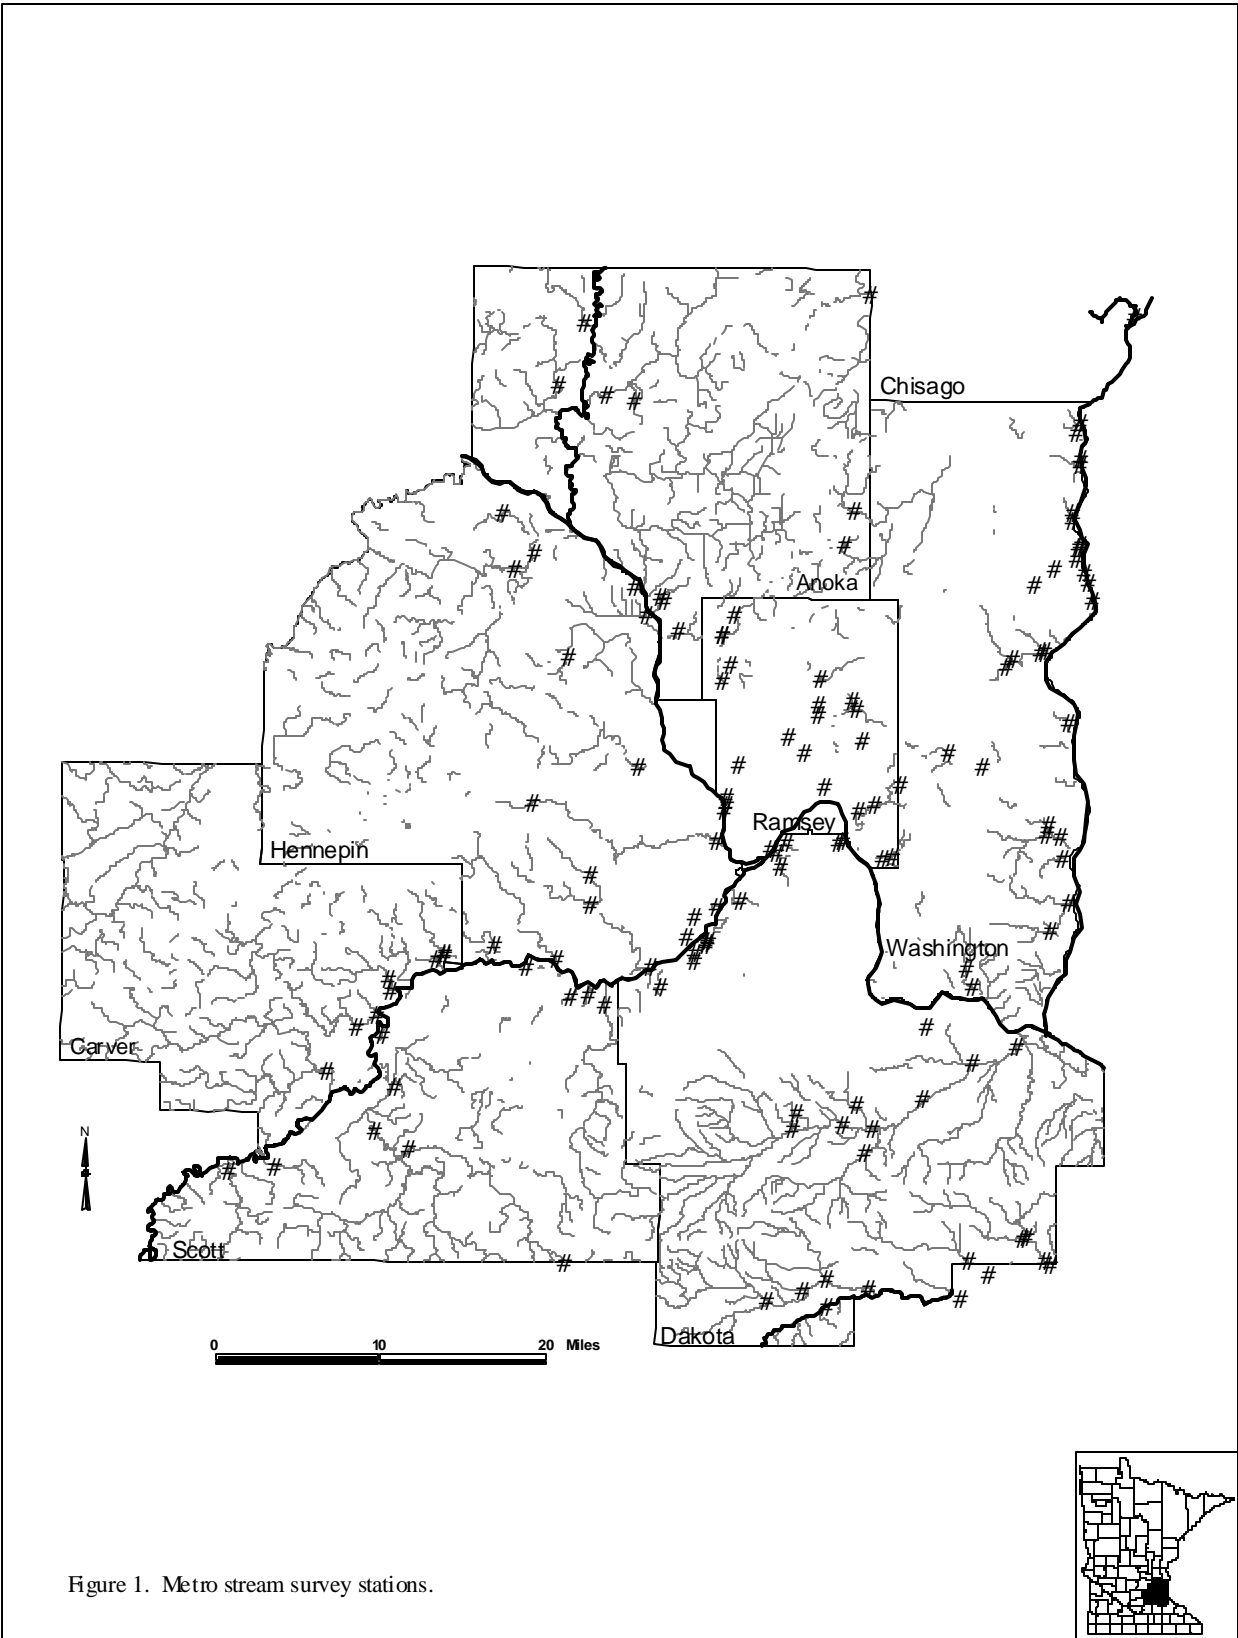 Chisago
Anoka
Ramsey
Hennepin
Washington
Carver
N
Scott
Dakota
0 10 20 Miles
Figure 1. Metro stream survey stations.